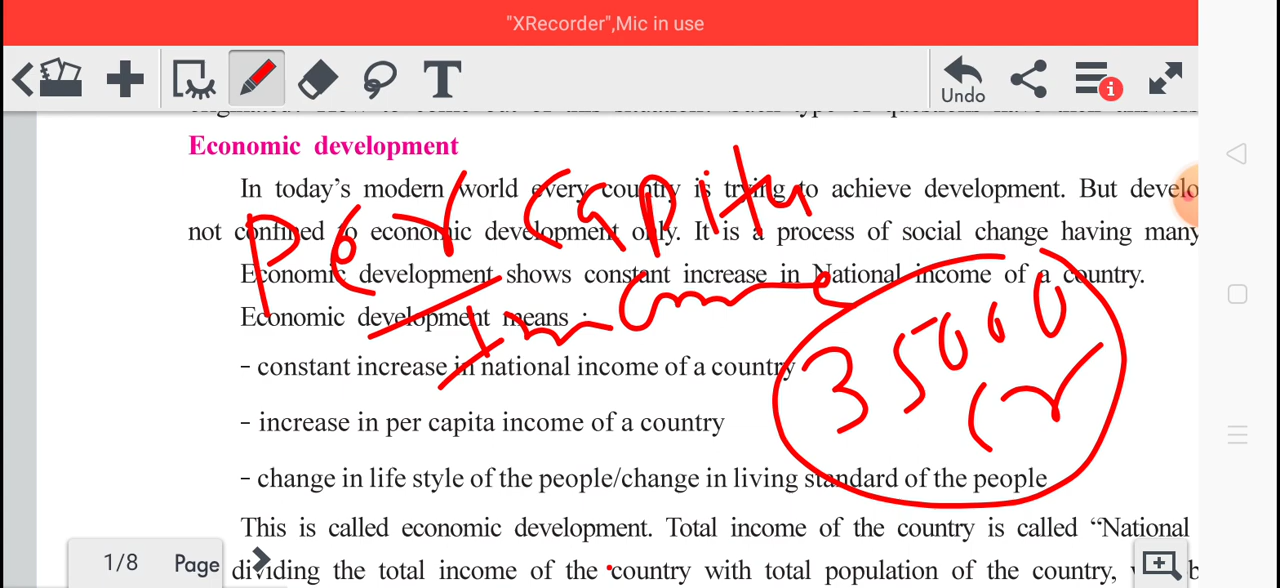 "XRecorder",Mic in use
Undo
Economic development
In today's modern world every country is trying to achieve development. But develo
not confined to economic development only. It is a process of social change having many
Economic development shows constant increase in National income of a country.
Economic development means :
- constant increase in national income of a country
- increase in per capita income of a country
- change in life style of the people/change in living standard of the people
This is called economic development. Total income of the country is called “National
dividing the total income of the country with total population of the country,
Per Capity
Income
35000
Cr
1/8 Page